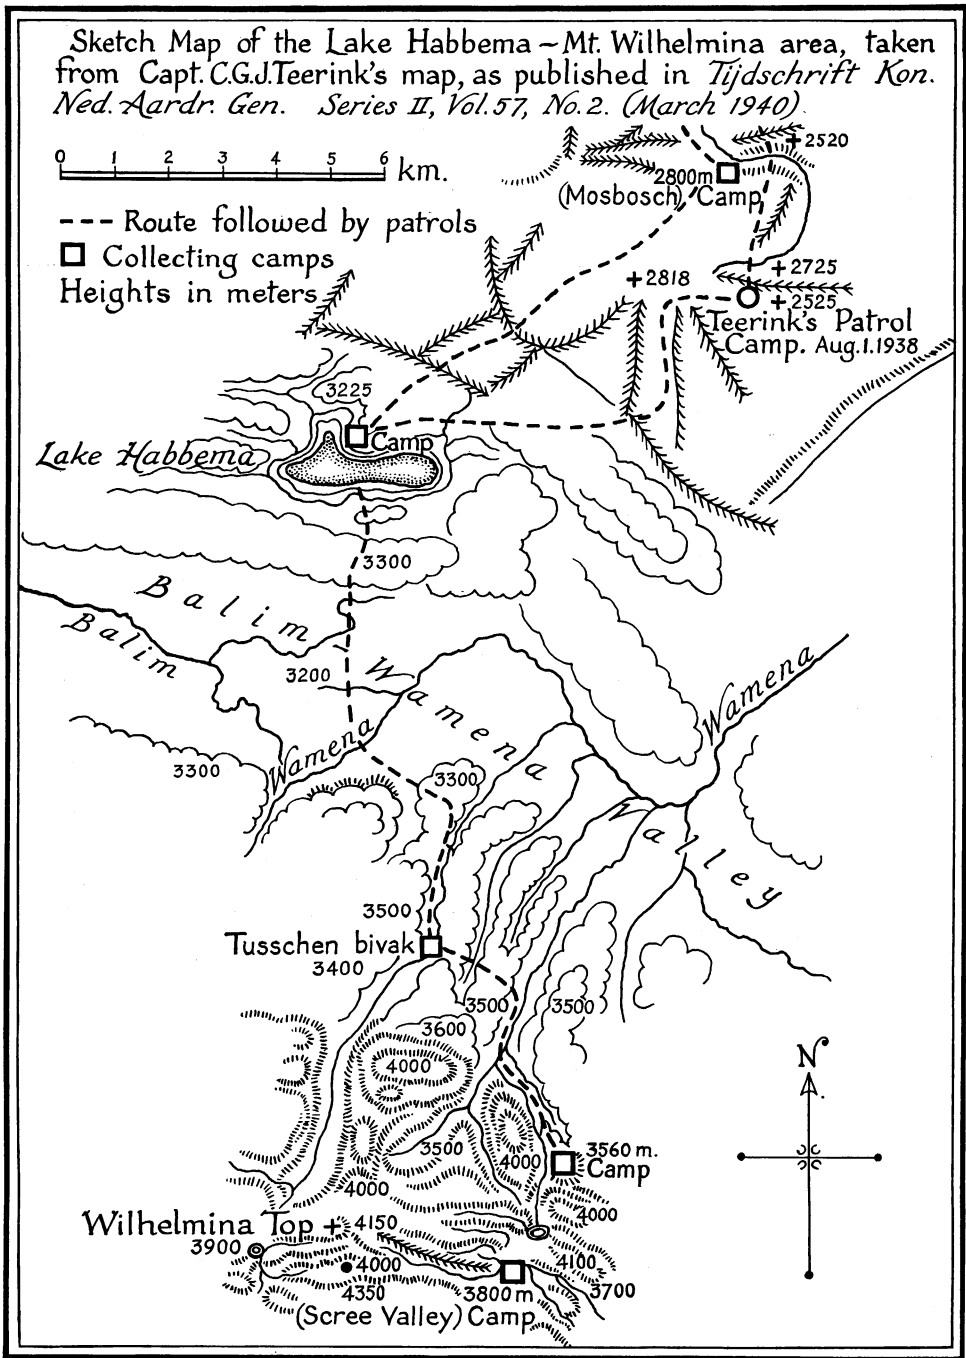 Sketch Map of the Lake Habbema ~ Mt. Wilhelmina area, taken
from Capt. C.G.J. Teerink's map, as published in Tijdschrift Kon.
Ned. Aardr. Gen. Series II, Vol. 57, No. 2. (March 1940).
0 1 2 3 4 5 6 km.
Route followed by patrols
Collecting camps
Heights in meters
+2520
2800m
(Mosbosch) Camp
+2818
+2725
+2525
Teerink's Patrol
Camp. Aug. 1. 1938
3225
Camp
Lake Habbema
3300
Balim
Balim
3200
Wamena
Wamena
Wamena
Valley
3300
3300
3500
Tusschen bivak
3400
3500
3500
3600
4000
N
3500
4000
3560 m.
Camp
4000
4000
Wilhelmina Top +
4150
3900
4000
4100
4350
3800 m
3700
(Scree Valley) Camp